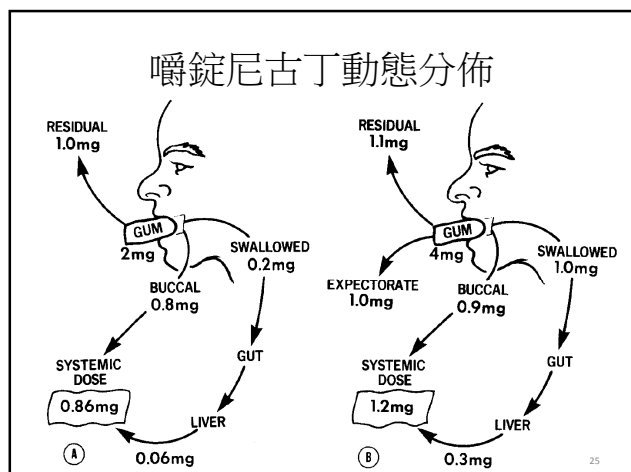 嚼錠尼古丁動態分佈
RESIDUAL
1.0mg
GUM
2mg
SWALLOWED
0.2mg
BUCCAL
0.8mg
GUT
SYSTEMIC
DOSE
0.86mg
LIVER
0.06mg
A
RESIDUAL
1.1mg
GUM
4mg
SWALLOWED
1.0mg
EXPECTORATE
1.0mg
BUCCAL
0.9mg
GUT
SYSTEMIC
DOSE
1.2mg
LIVER
0.3mg
B
25